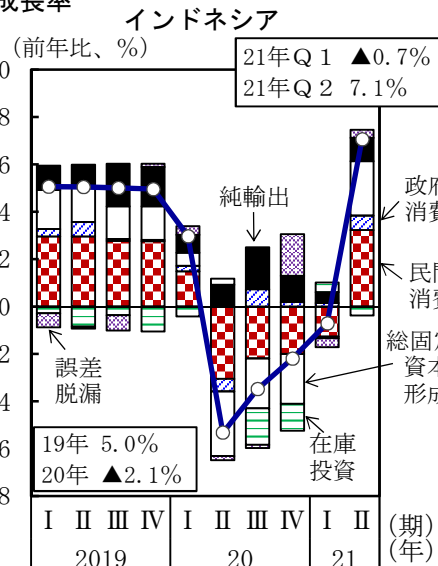 成長率
インドネシア
(前年比、%)
21年Q１ ▲0.7%
21年Q２ 7.1%
0
8
6
4
2
0
2
4
6
8
純輸出
政府
消費
民間
消費
総固定
資本
形成
誤差
脱漏
在庫
投資
19年 5.0%
20年 ▲2.1%
Ⅰ Ⅱ Ⅲ Ⅳ Ⅰ Ⅱ Ⅲ Ⅳ Ⅰ Ⅱ (期)
2019 20 21 (年)